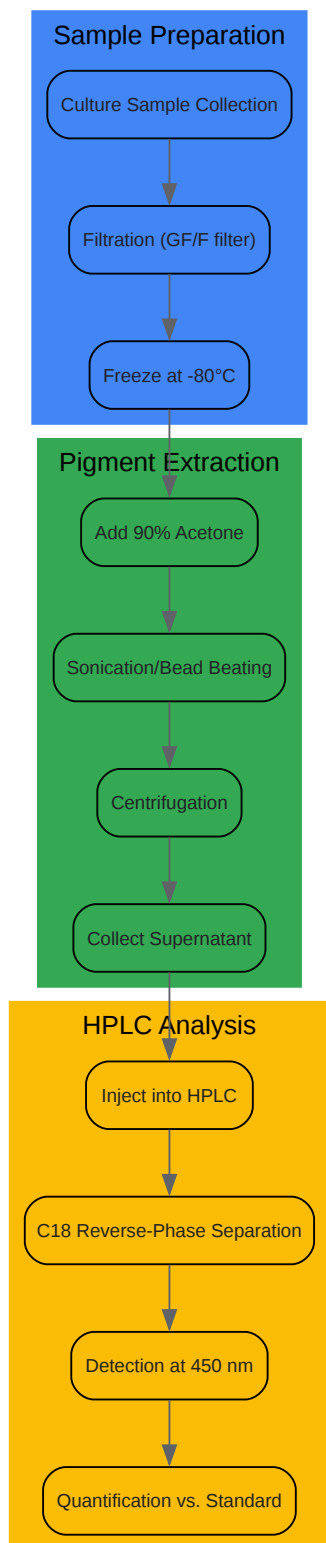 Sample Preparation
Culture Sample Collection
Filtration (GF/F filter)
Freeze at -80°C
Pigment Extraction
Add 90% Acetone
Sonication/Bead Beating
Centrifugation
Collect Supernatant
HPLC Analysis
Inject into HPLC
C18 Reverse-Phase Separation
Detection at 450 nm
Quantification vs. Standard